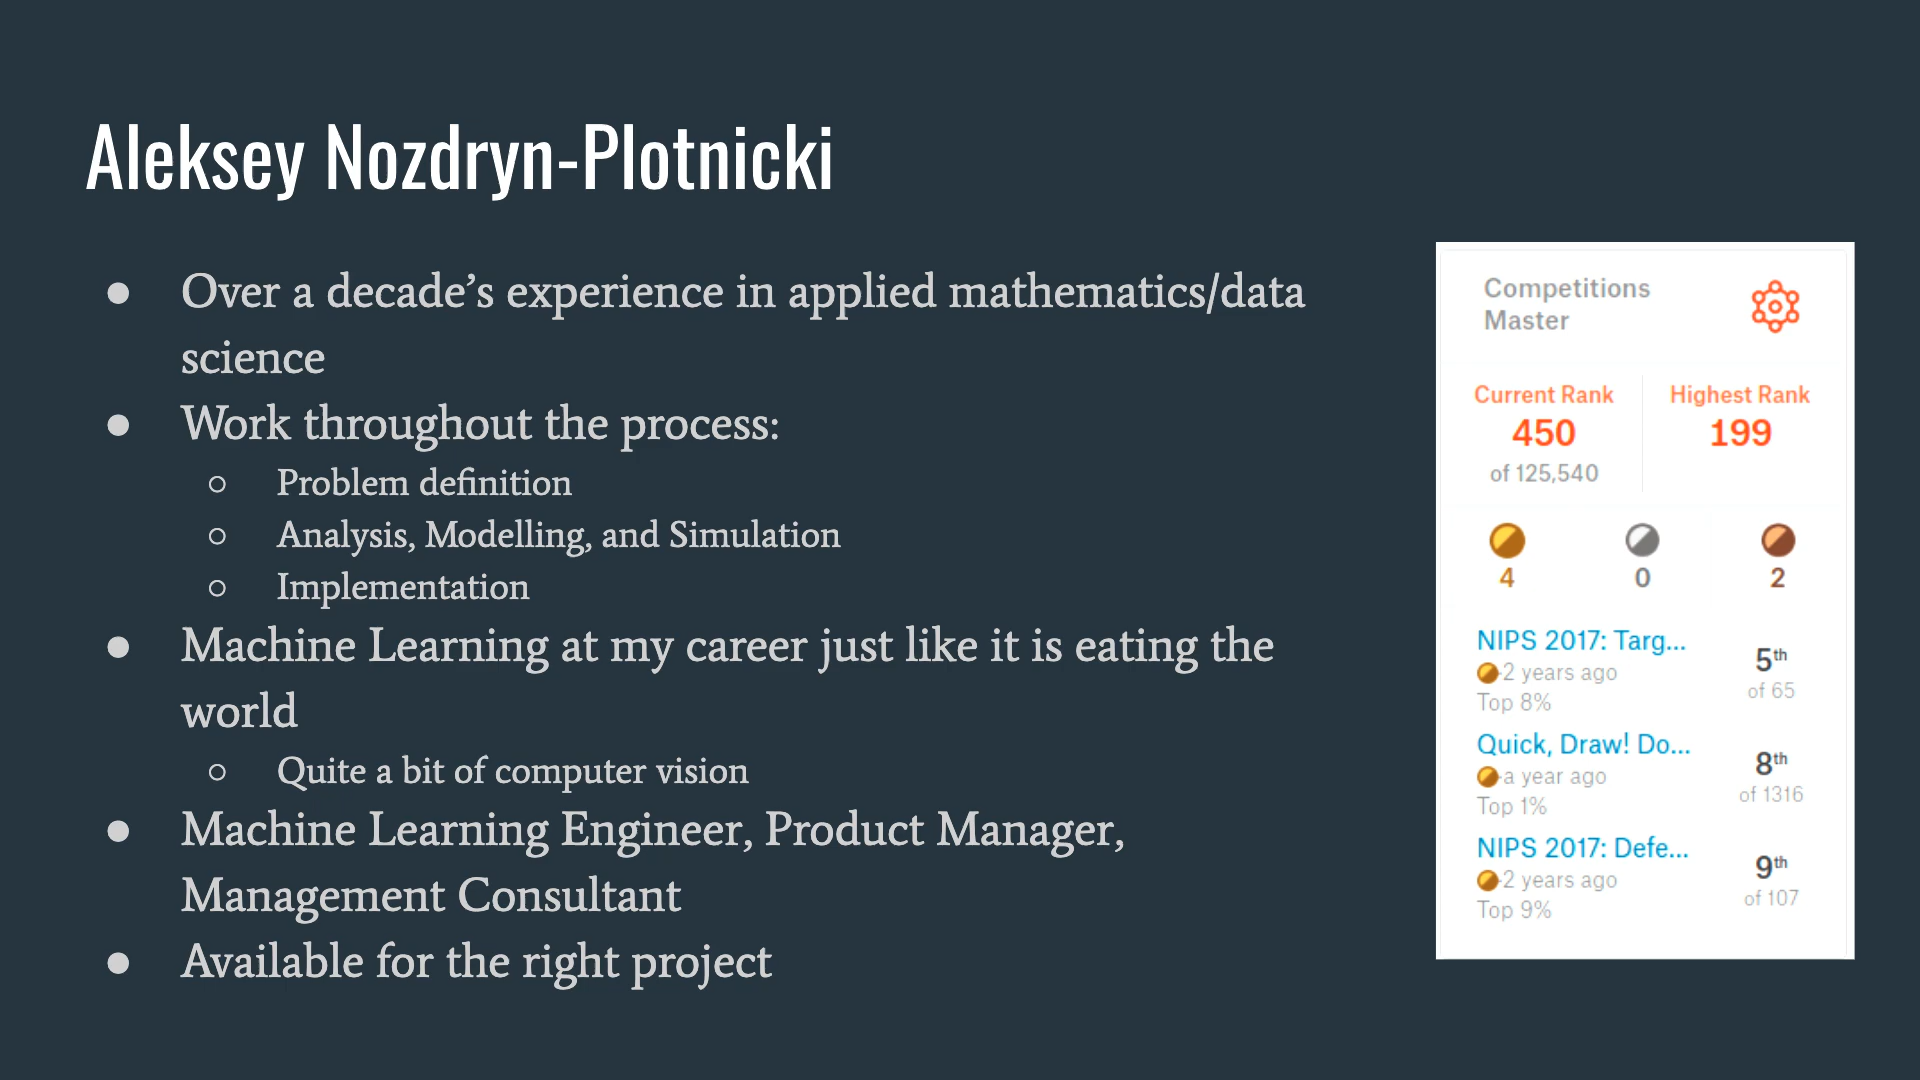 Aleksey Nozdryn-Plotnicki
● Over a decade’s experience in applied mathematics/data
science
● Work throughout the process:
○ Problem definition
○ Analysis, Modelling, and Simulation
○ Implementation
● Machine Learning at my career just like it is eating the
world
○ Quite a bit of computer vision
● Machine Learning Engineer, Product Manager,
Management Consultant
● Available for the right project
Competitions
Master
Current Rank
450
of 125,540
Highest Rank
199
4
0
2
NIPS 2017: Targ...
2 years ago
Top 8%
5th
of 65
Quick, Draw! Do...
a year ago
Top 1%
8th
of 1316
NIPS 2017: Defe...
2 years ago
Top 9%
9th
of 107